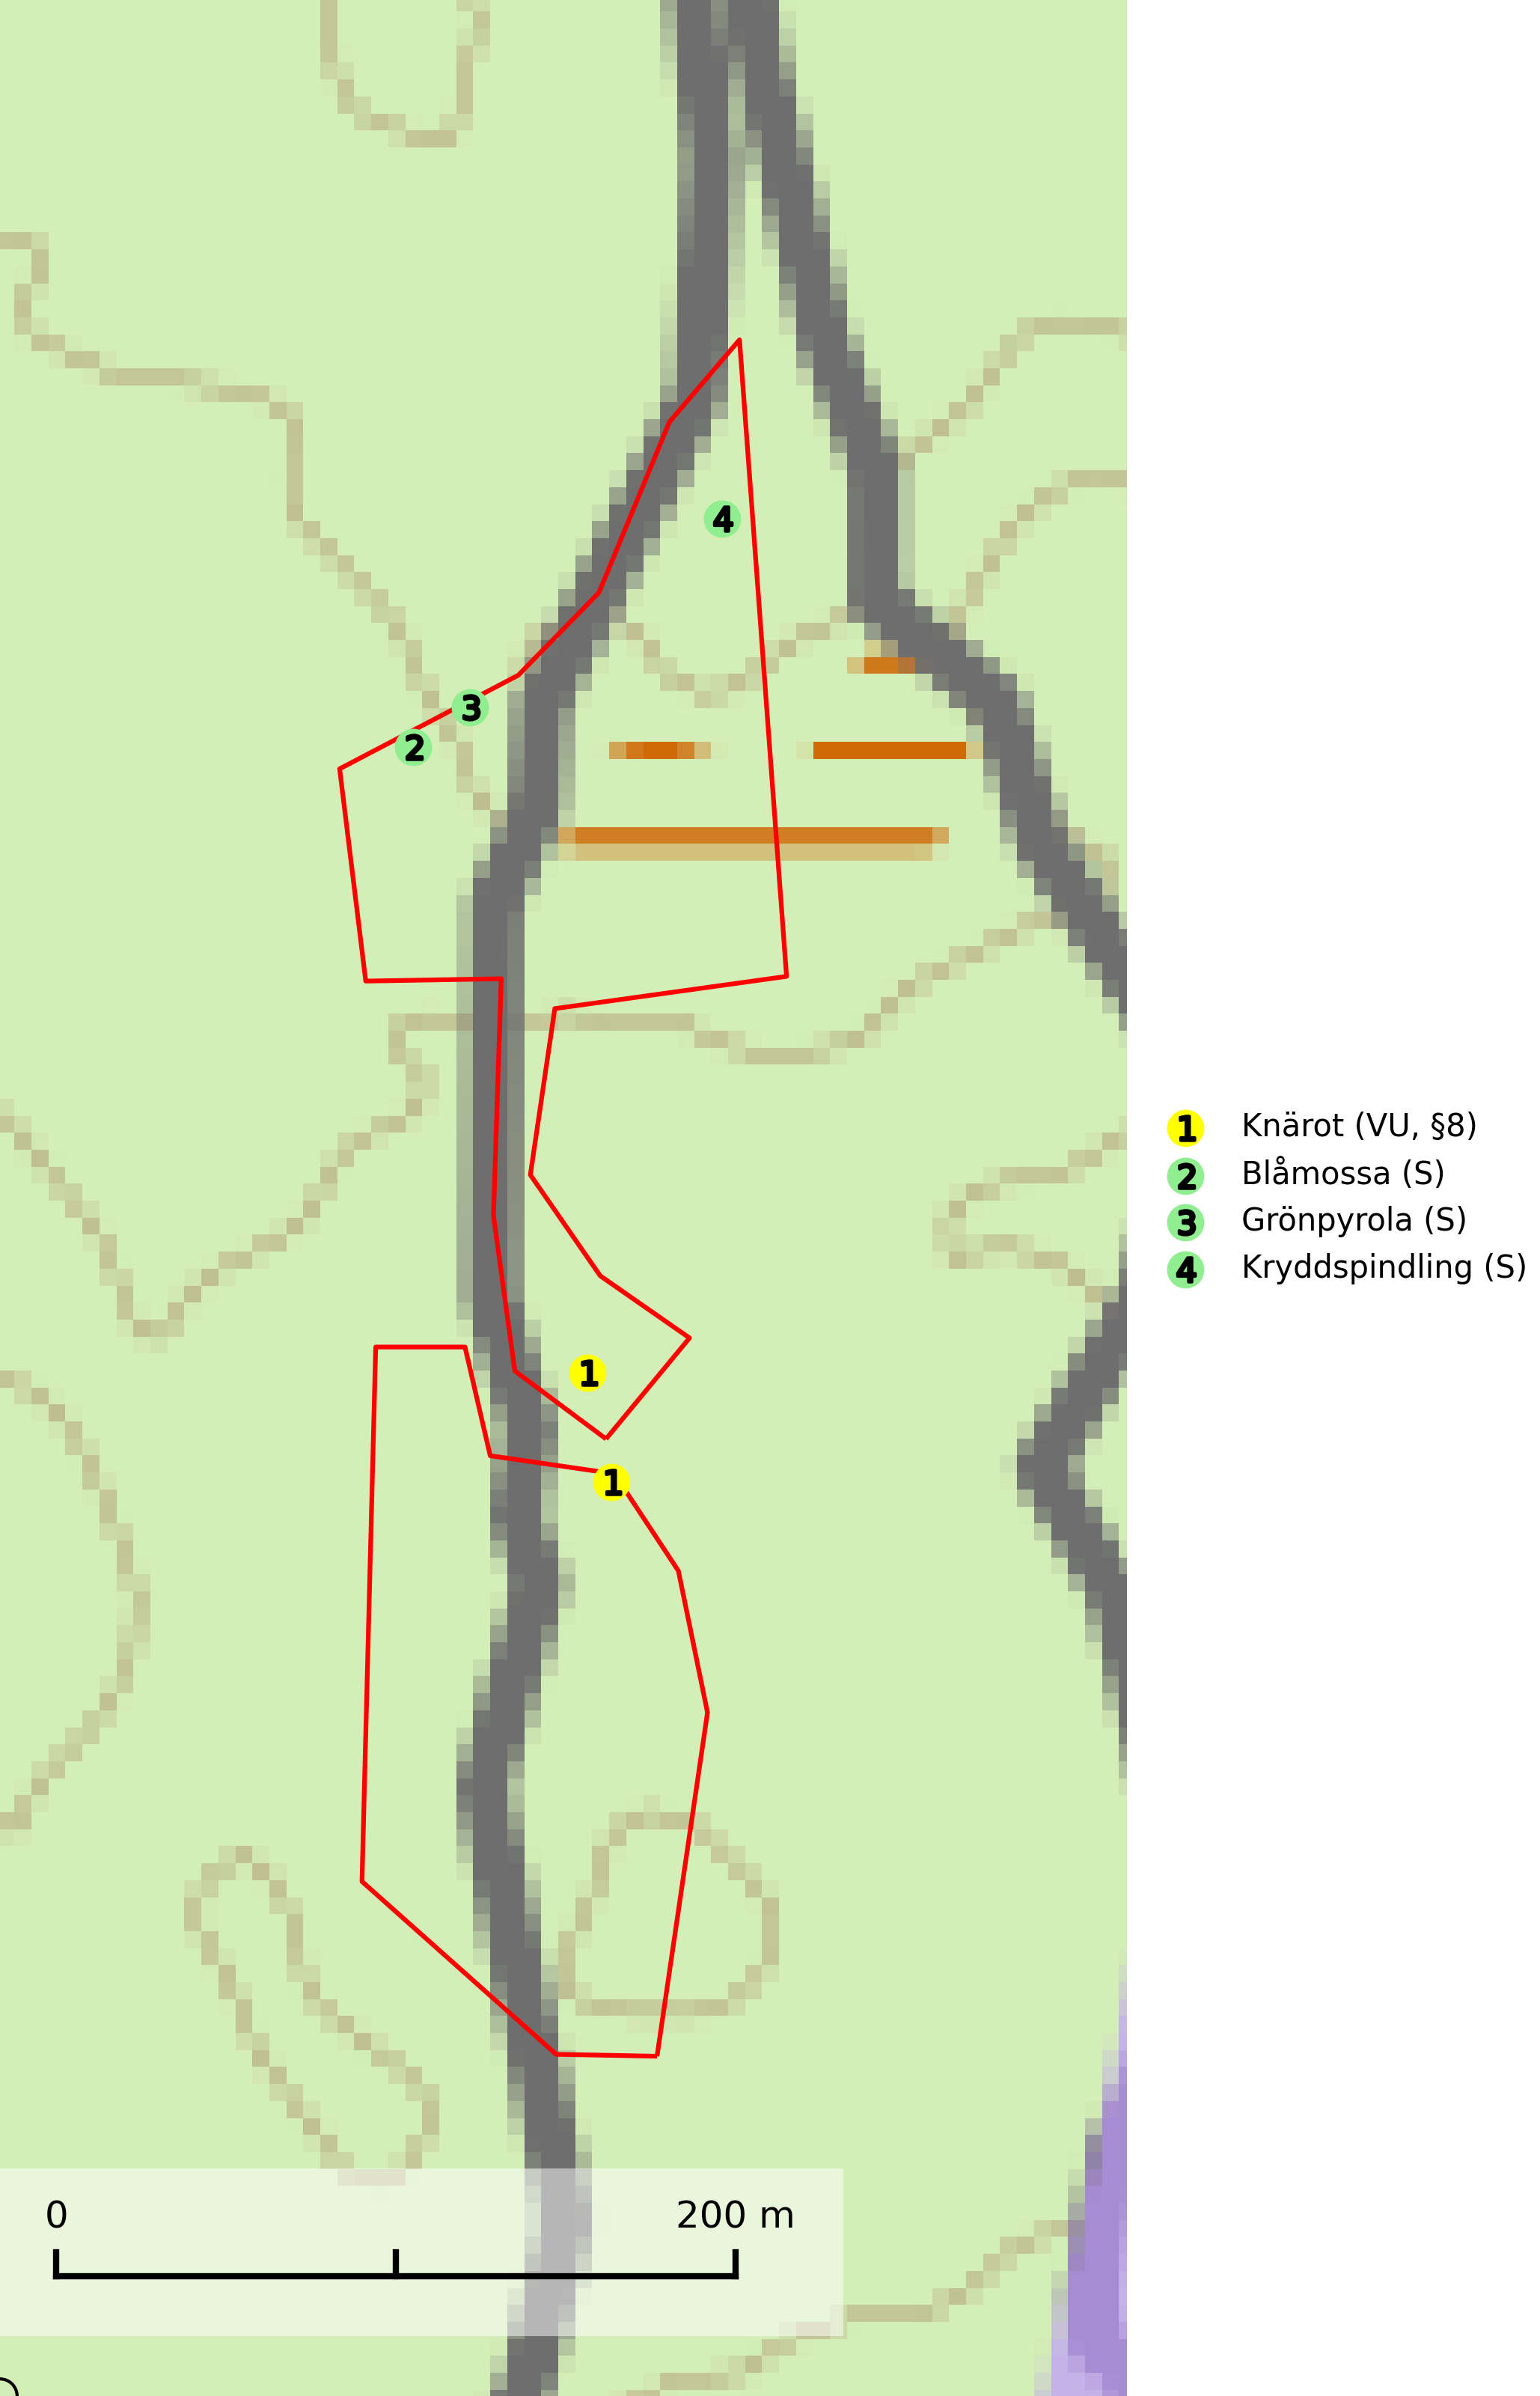 4
3
2
1
1
1 Knärot (VU, §8)
2 Blåmossa (S)
3 Grönpyrola (S)
4 Kryddspindling (S)
0 200 m